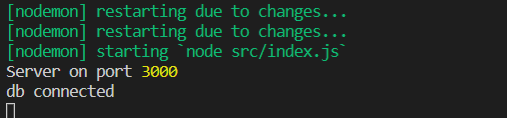 [nodemon] restarting due to changes...
[nodemon] restarting due to changes...
[nodemon] starting `node src/index.js`
Server on port 3000
db connected